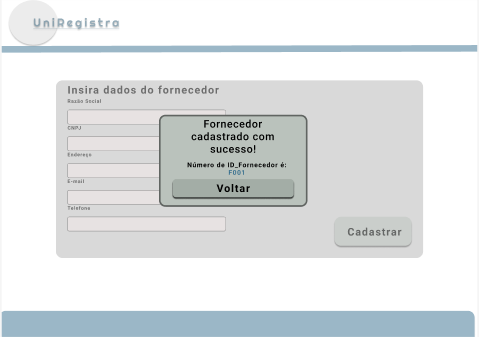 UniRegistro
Insira dados do fornecedor
Razão Social
CNPJ
Endereço
E-mail
Telefone
Fornecedor
cadastrado com
sucesso!
Número de ID_Fornecedor é:
F001
Voltar
Cadastrar